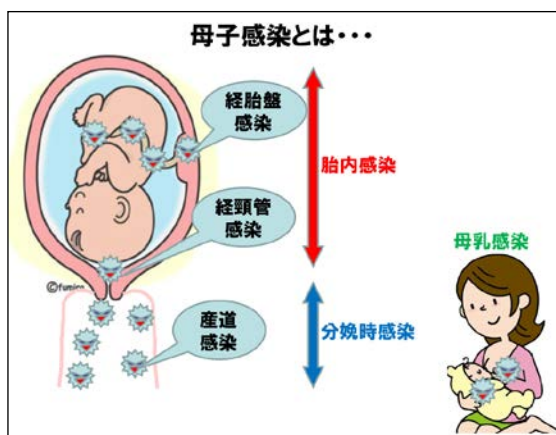 母子感染とは・・・
経胎盤
感染
胎内感染
経頸管
感染
母乳感染
©fumira
産道
感染
分娩時感染